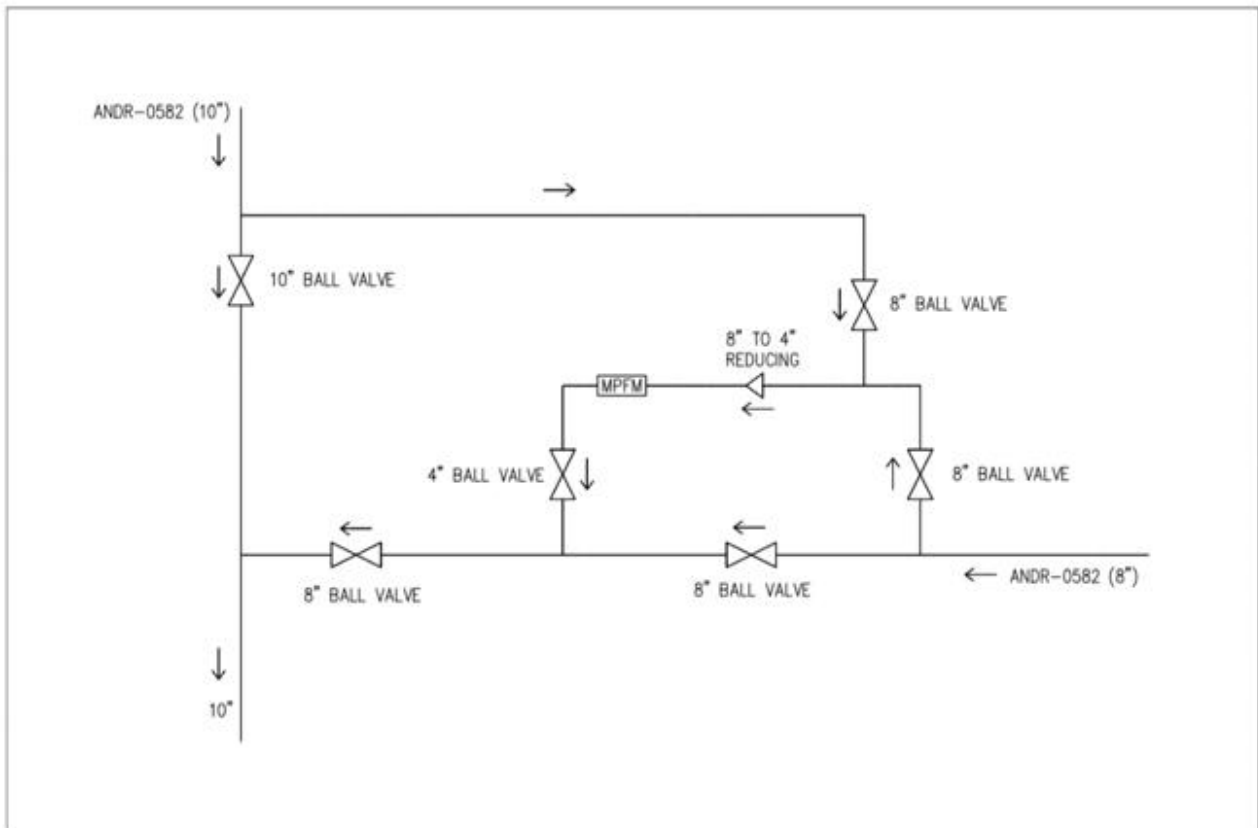 ANDR-0582 (10")
10" BALL VALVE
8" BALL VALVE
8" TO 4"
REDUCING
MPFM
4" BALL VALVE
8" BALL VALVE
8" BALL VALVE
8" BALL VALVE
ANDR-0582 (8")
10"